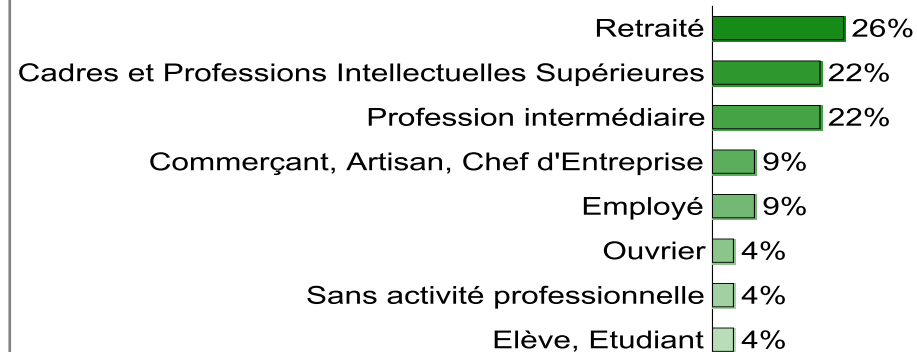 Retraité 26%
Cadres et Professions Intellectuelles Supérieures 22%
Profession intermédiaire 22%
Commerçant, Artisan, Chef d'Entreprise 9%
Employé 9%
Ouvrier 4%
Sans activité professionnelle 4%
Elève, Etudiant 4%